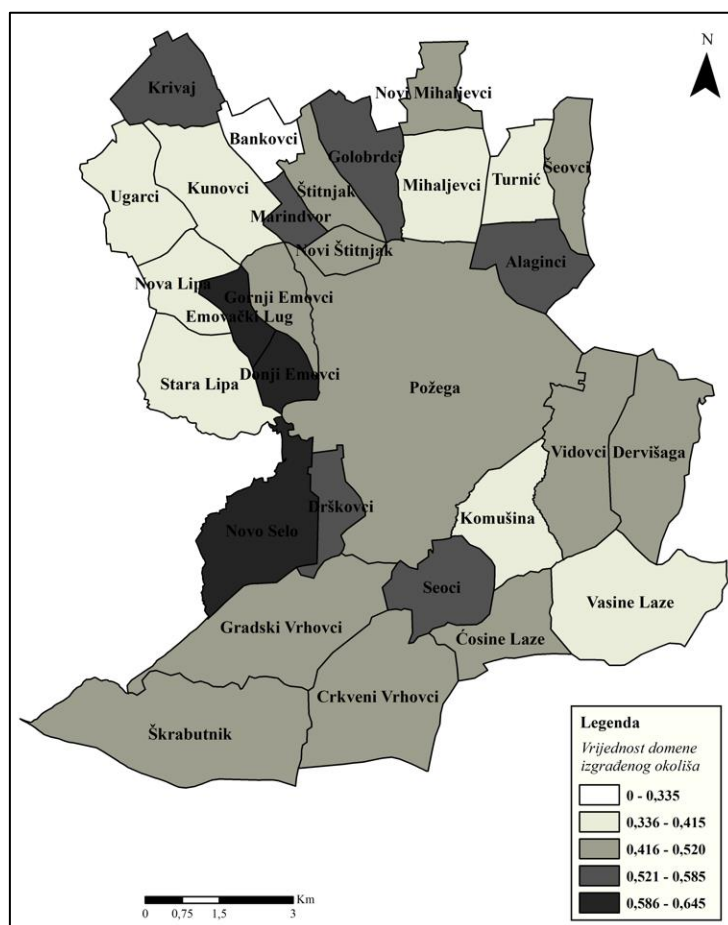 N
Krivaj
Novi Mihaljevci
Bankovci
Golobrdci
Šeovci
Ugarci
Kunovci
Štitnjak
Mihaljevci
Turnić
Marindvor
Novi Štitnjak
Alaginci
Nova Lipa
Gornji Emovci
Emovački Lug
Donji Emovci
Stara Lipa
Požega
Vidovci
Dervišaga
Drškovci
Komušina
Novo Selo
Seoci
Vasine Laze
Gradski Vrhovci
Ćosine Laze
Crkveni Vrhovci
Škrabutnik
Legenda
Vrijednost domene
izgrađenog okoliša
0 - 0,335
0,336 - 0,415
0,416 - 0,520
0,521 - 0,585
0,586 - 0,645
Km
0 0,75 1,5 3